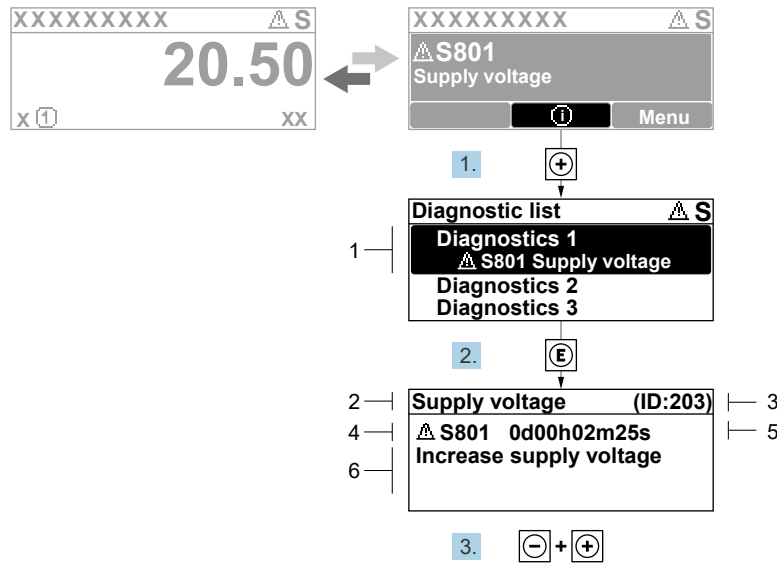 XXXXXXXXX ⚠ S
20.50
x ① xx
XXXXXXXXX ⚠ S
⚠ S801
Supply voltage
ⓘ Menu
1. +
Diagnostic list ⚠ S
1
Diagnostics 1
⚠ S801 Supply voltage
Diagnostics 2
Diagnostics 3
2. E
2 Supply voltage (ID:203) 3
4 ⚠ S801 0d00h02m25s 5
6 Increase supply voltage
3. − + +